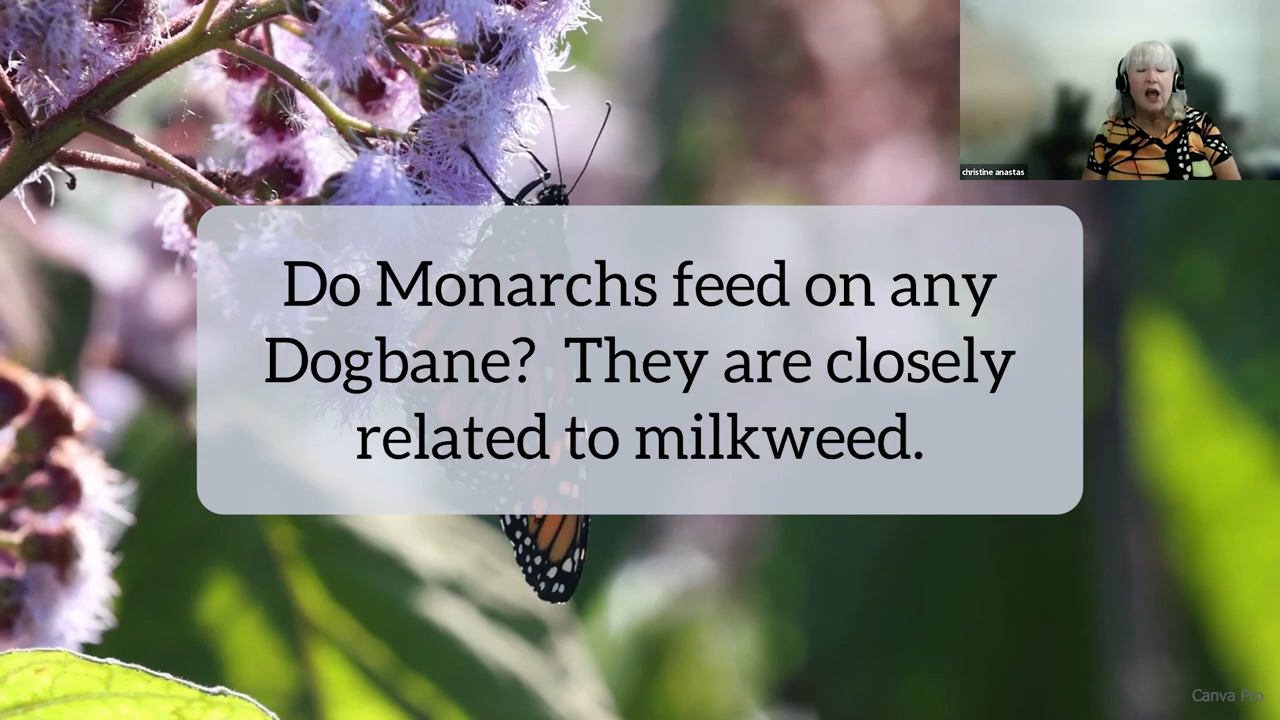 christine anastas
Do Monarchs feed on any
Dogbane?  They are closely
related to milkweed.
Canva Pro